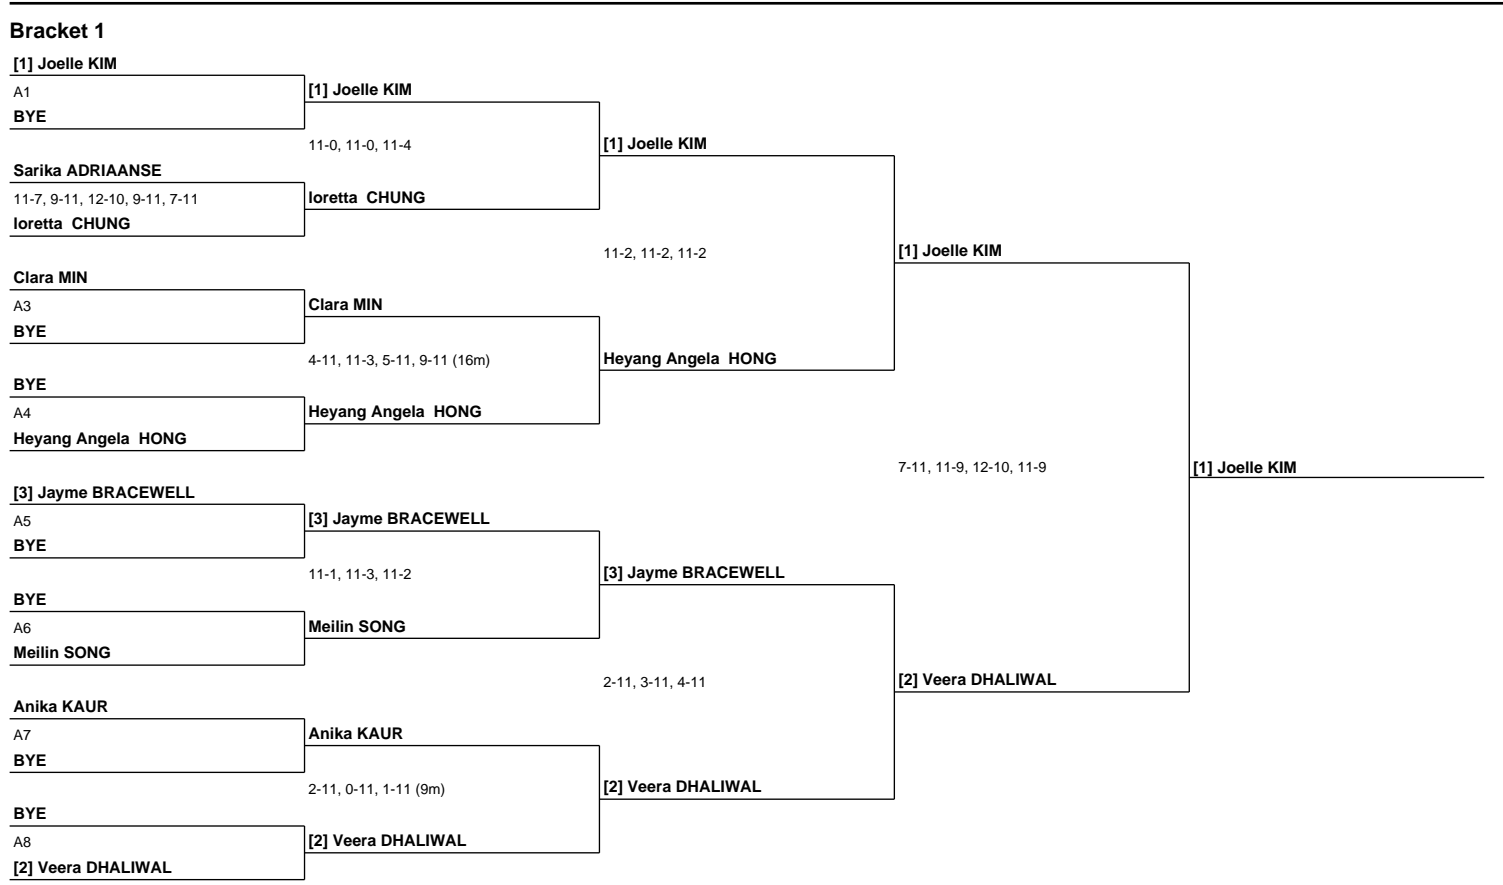 Bracket 1
[1] Joelle KIM
A1
BYE
[1] Joelle KIM
11-0, 11-0, 11-4
[1] Joelle KIM
Sarika ADRIAANSE
11-7, 9-11, 12-10, 9-11, 7-11
loretta  CHUNG
loretta  CHUNG
11-2, 11-2, 11-2
[1] Joelle KIM
Clara MIN
A3
BYE
Clara MIN
4-11, 11-3, 5-11, 9-11 (16m)
Heyang Angela  HONG
BYE
A4
Heyang Angela  HONG
Heyang Angela  HONG
7-11, 11-9, 12-10, 11-9
[1] Joelle KIM
[3] Jayme BRACEWELL
A5
BYE
[3] Jayme BRACEWELL
11-1, 11-3, 11-2
[3] Jayme BRACEWELL
BYE
A6
Meilin SONG
Meilin SONG
2-11, 3-11, 4-11
[2] Veera DHALIWAL
Anika KAUR
A7
BYE
Anika KAUR
2-11, 0-11, 1-11 (9m)
[2] Veera DHALIWAL
BYE
A8
[2] Veera DHALIWAL
[2] Veera DHALIWAL